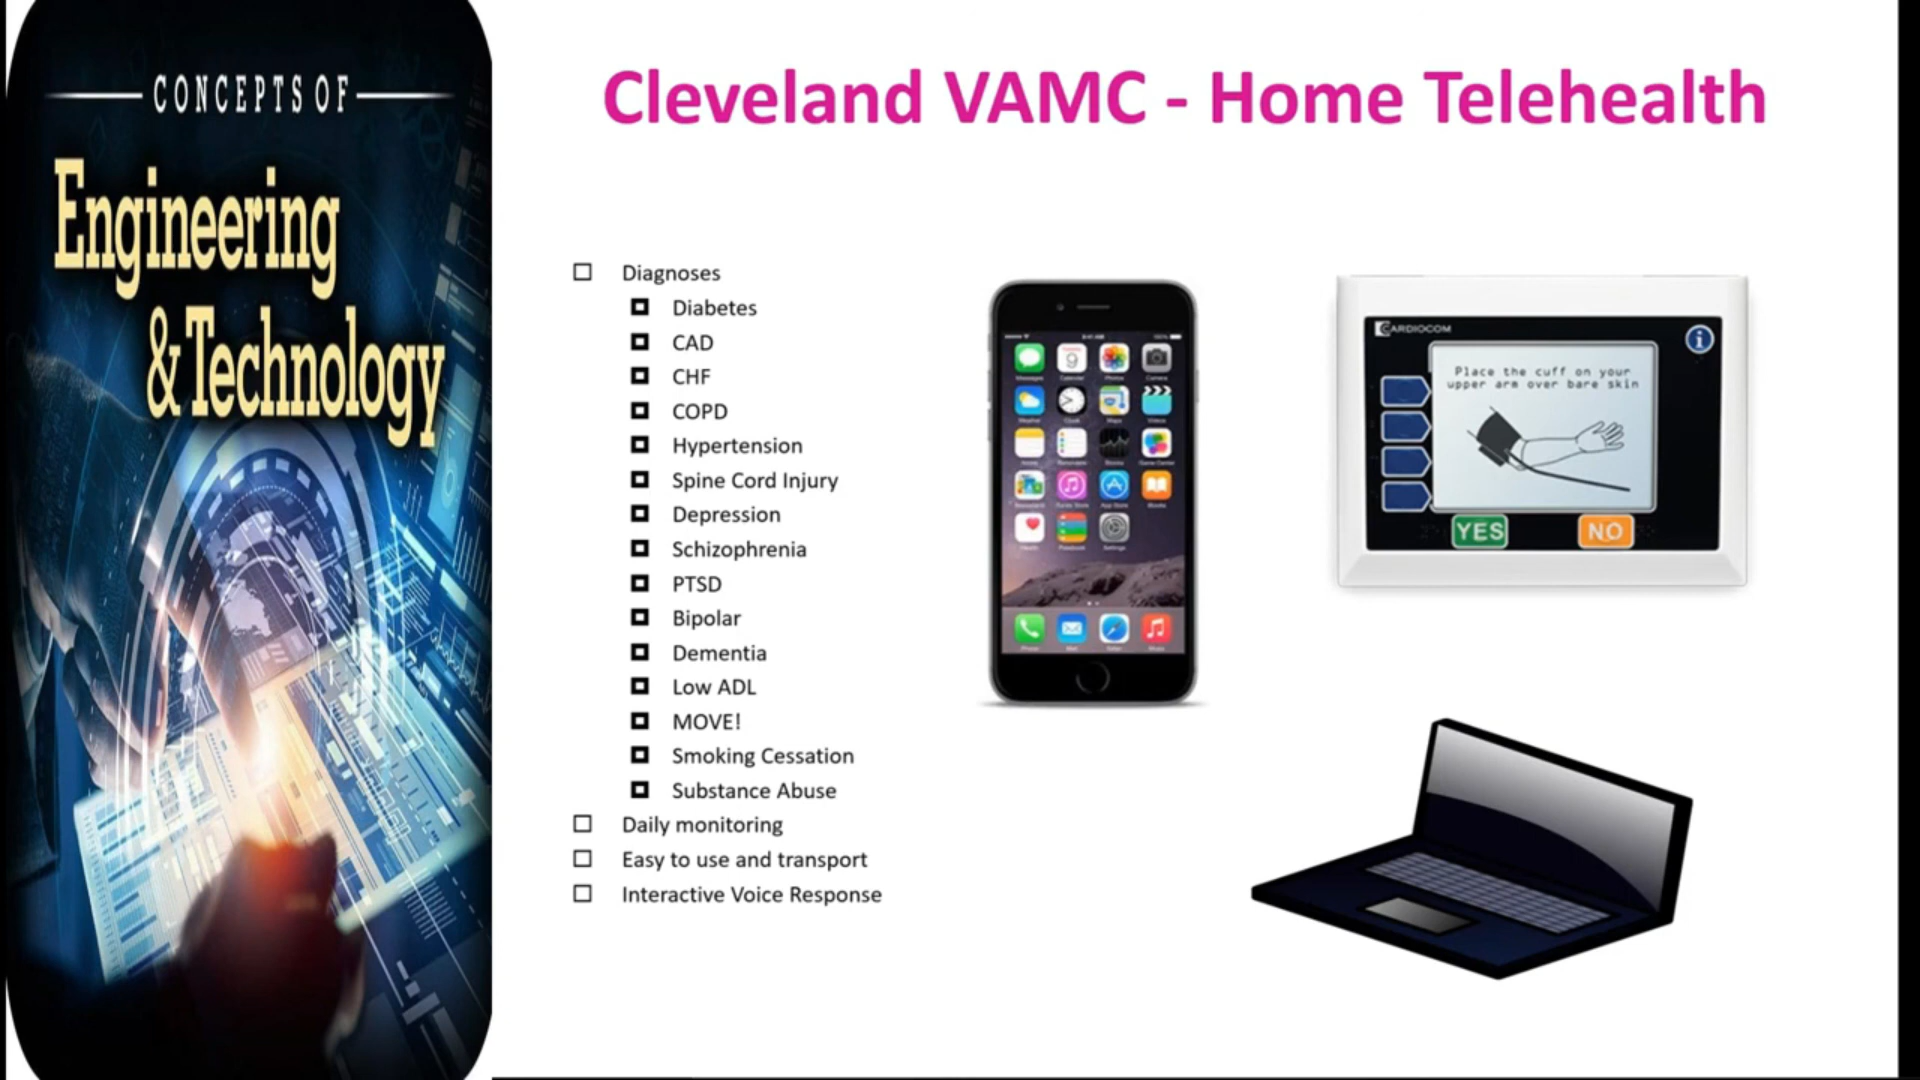 CONCEPTS OF
Engineering
& Technology
Cleveland VAMC - Home Telehealth
Diagnoses
Diabetes
CAD
CHF
COPD
Hypertension
Spine Cord Injury
Depression
Schizophrenia
PTSD
Bipolar
Dementia
Low ADL
MOVE!
Smoking Cessation
Substance Abuse
Daily monitoring
Easy to use and transport
Interactive Voice Response
9
CARDIOCOM
i
Place the cuff on your
upper arm over bare skin
YES
NO